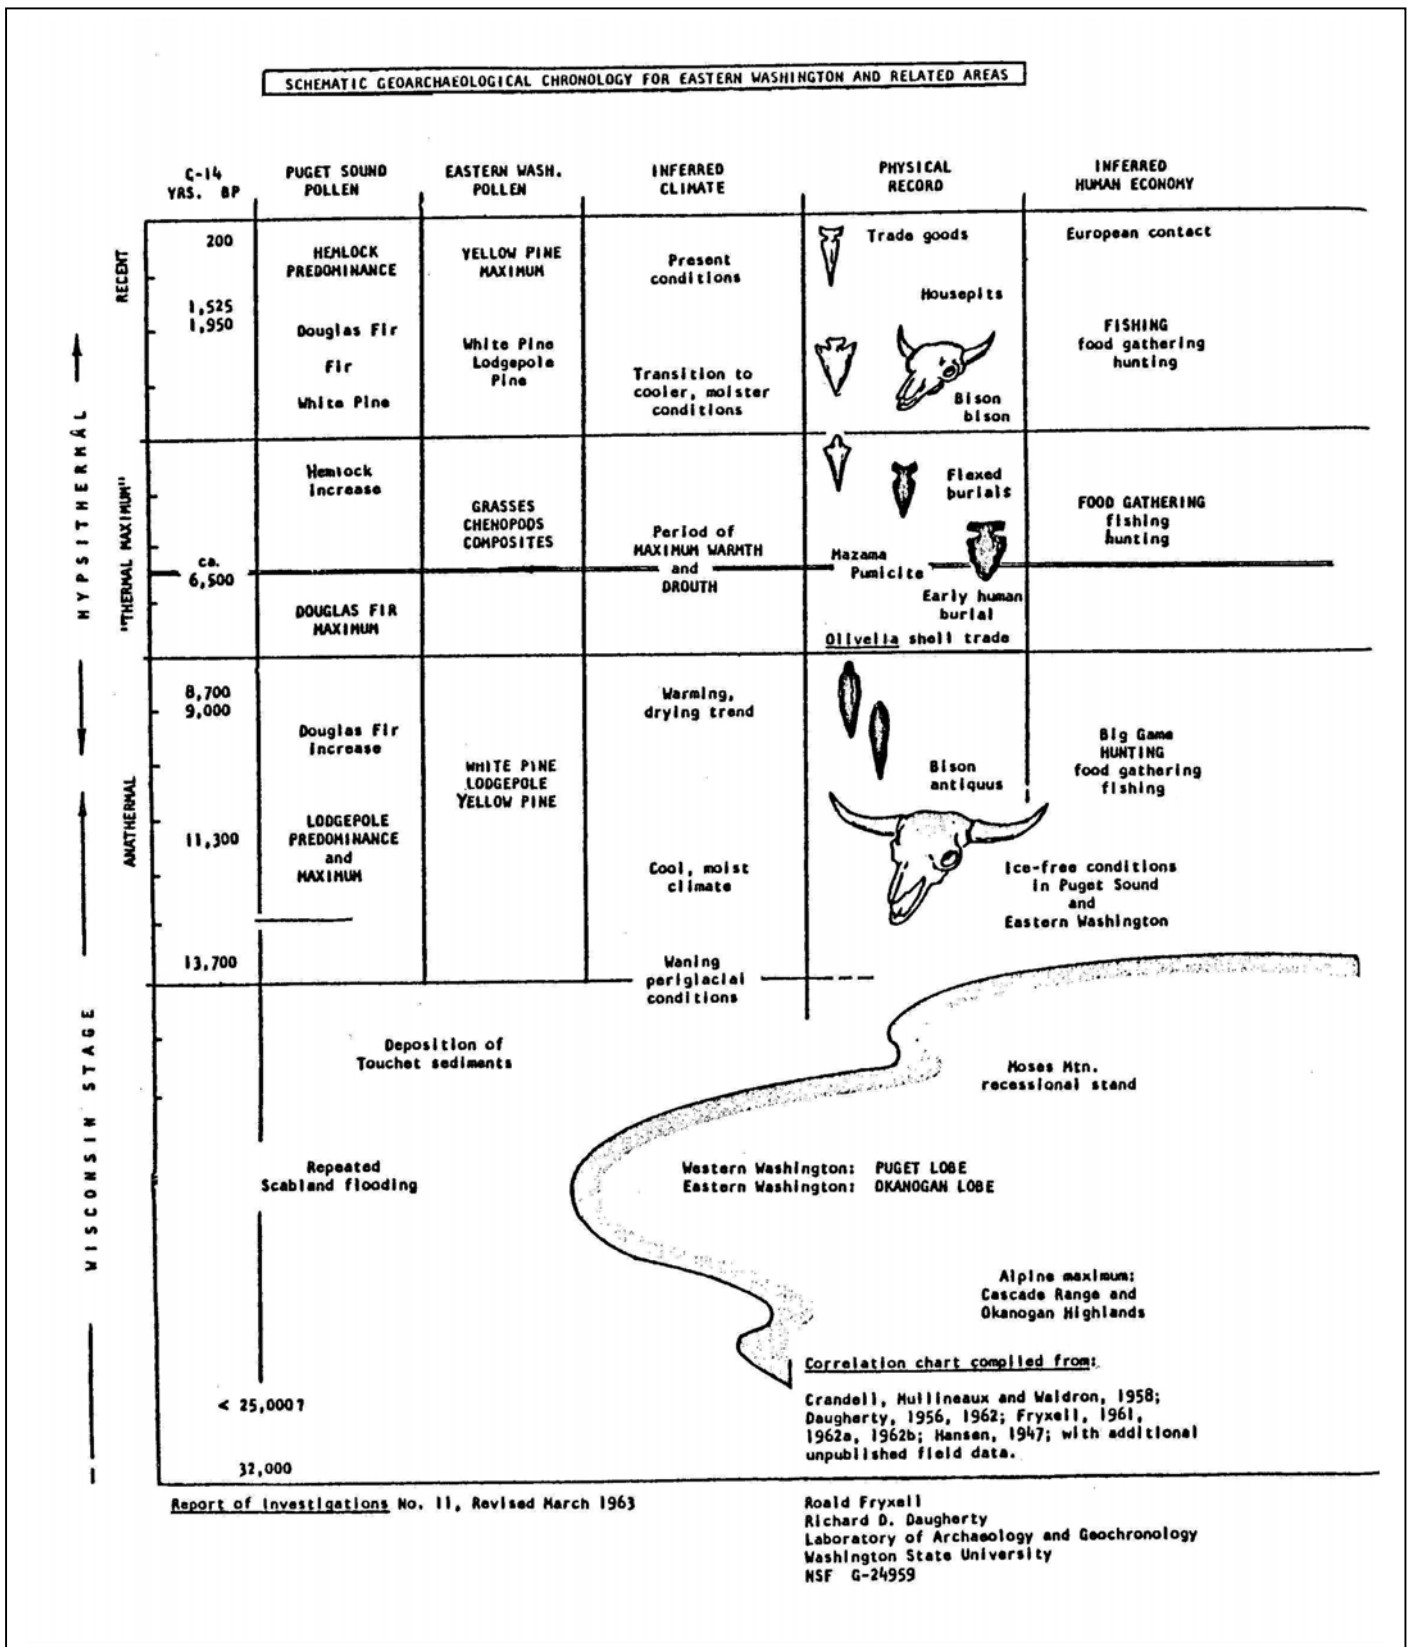 SCHEMATIC GEOARCHAEOLOGICAL CHRONOLOGY FOR EASTERN WASHINGTON AND RELATED AREAS
C-14
YRS. BP
PUGET SOUND
POLLEN
EASTERN WASH.
POLLEN
INFERRED
CLIMATE
PHYSICAL
RECORD
INFERRED
HUMAN ECONOMY
HYPSITHERMAL
WISCONSIN STAGE
RECENT
"THERMAL MAXIMUM"
ANATHERMAL
200
1,525
1,950
ca.
6,500
8,700
9,000
11,300
13,700
< 25,000?
32,000
HEMLOCK
PREDOMINANCE
Douglas Fir
Fir
White Pine
Hemlock
Increase
DOUGLAS FIR
MAXIMUM
Douglas Fir
Increase
LODGEPOLE
PREDOMINANCE
and
MAXIMUM
YELLOW PINE
MAXIMUM
White Pine
Lodgepole
Pine
GRASSES
CHENOPODS
COMPOSITES
WHITE PINE
LODGEPOLE
YELLOW PINE
Present
conditions
Transition to
cooler, moister
conditions
Period of
MAXIMUM WARMTH
and
DROUTH
Warming,
drying trend
Cool, moist
climate
Waning
periglacial
conditions
Trade goods
Housepits
Bison
bison
Flexed
burials
Mazama
Pumicite
Early human
burial
Olivella shell trade
Bison
antiquus
European contact
FISHING
food gathering
hunting
FOOD GATHERING
fishing
hunting
Big Game
HUNTING
food gathering
fishing
Ice-free conditions
in Puget Sound
and
Eastern Washington
Deposition of
Touchet sediments
Moses Mtn.
recessional stand
Repeated
Scabland flooding
Western Washington: PUGET LOBE
Eastern Washington: OKANOGAN LOBE
Alpine maximum:
Cascade Range and
Okanogan Highlands
Correlation chart compiled from:
Crandell, Mullineaux and Waldron, 1958;
Daugherty, 1956, 1962; Fryxell, 1961,
1962a, 1962b; Hansen, 1947; with additional
unpublished field data.
Report of Investigations No. 11, Revised March 1963
Roald Fryxell
Richard D. Daugherty
Laboratory of Archaeology and Geochronology
Washington State University
NSF G-24959